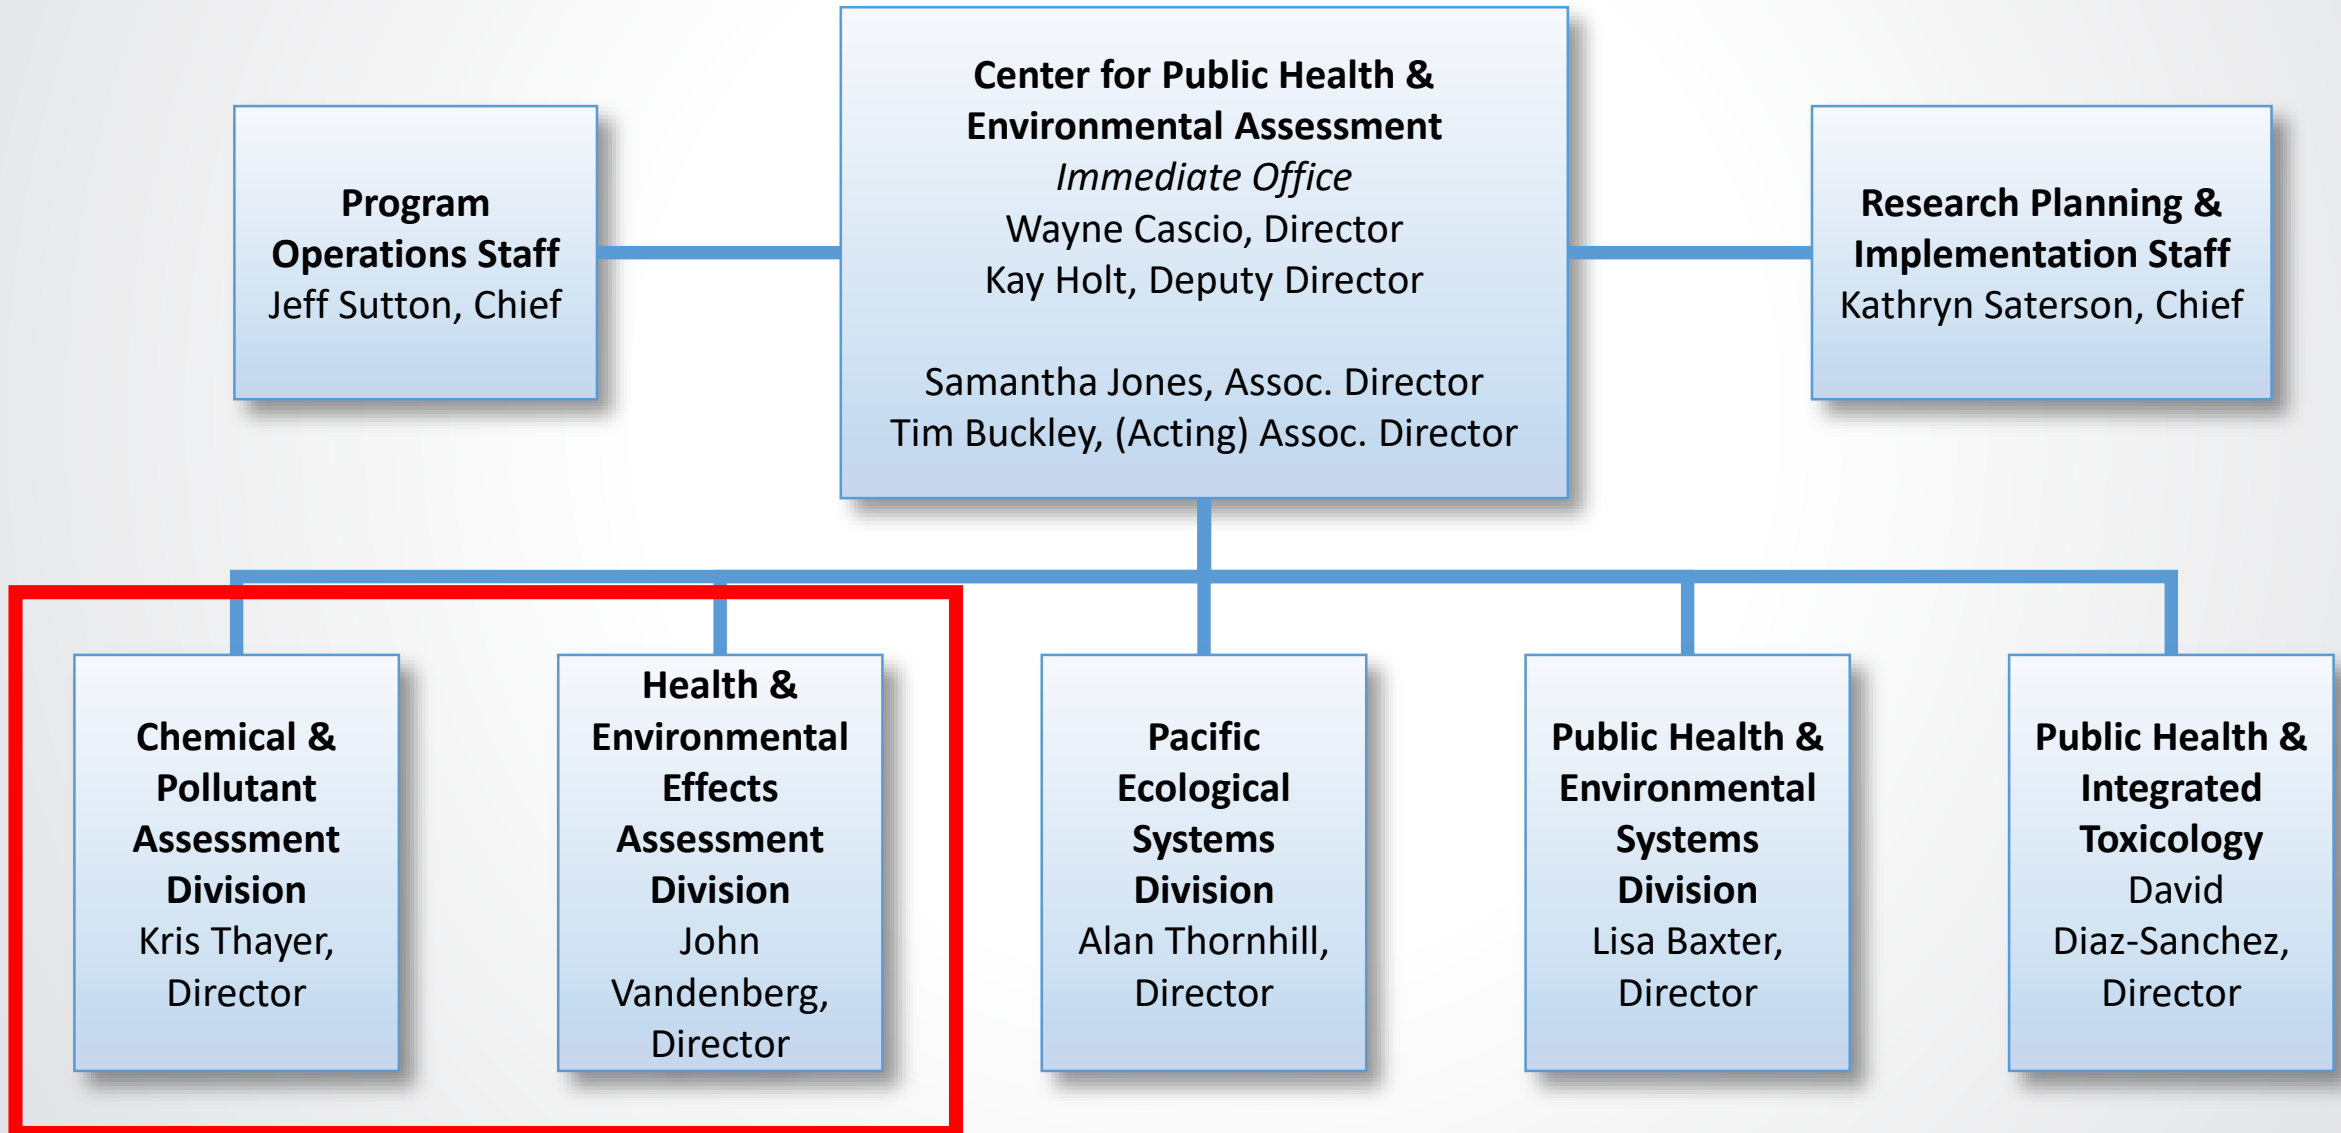 Center for Public Health &
Environmental Assessment
Immediate Office
Wayne Cascio, Director
Kay Holt, Deputy Director
Samantha Jones, Assoc. Director
Tim Buckley, (Acting) Assoc. Director
Program
Operations Staff
Jeff Sutton, Chief
Research Planning &
Implementation Staff
Kathryn Saterson, Chief
Chemical &
Pollutant
Assessment
Division
Kris Thayer,
Director
Health &
Environmental
Effects
Assessment
Division
John
Vandenberg,
Director
Pacific
Ecological
Systems
Division
Alan Thornhill,
Director
Public Health &
Environmental
Systems
Division
Lisa Baxter,
Director
Public Health &
Integrated
Toxicology
David
Diaz-Sanchez,
Director